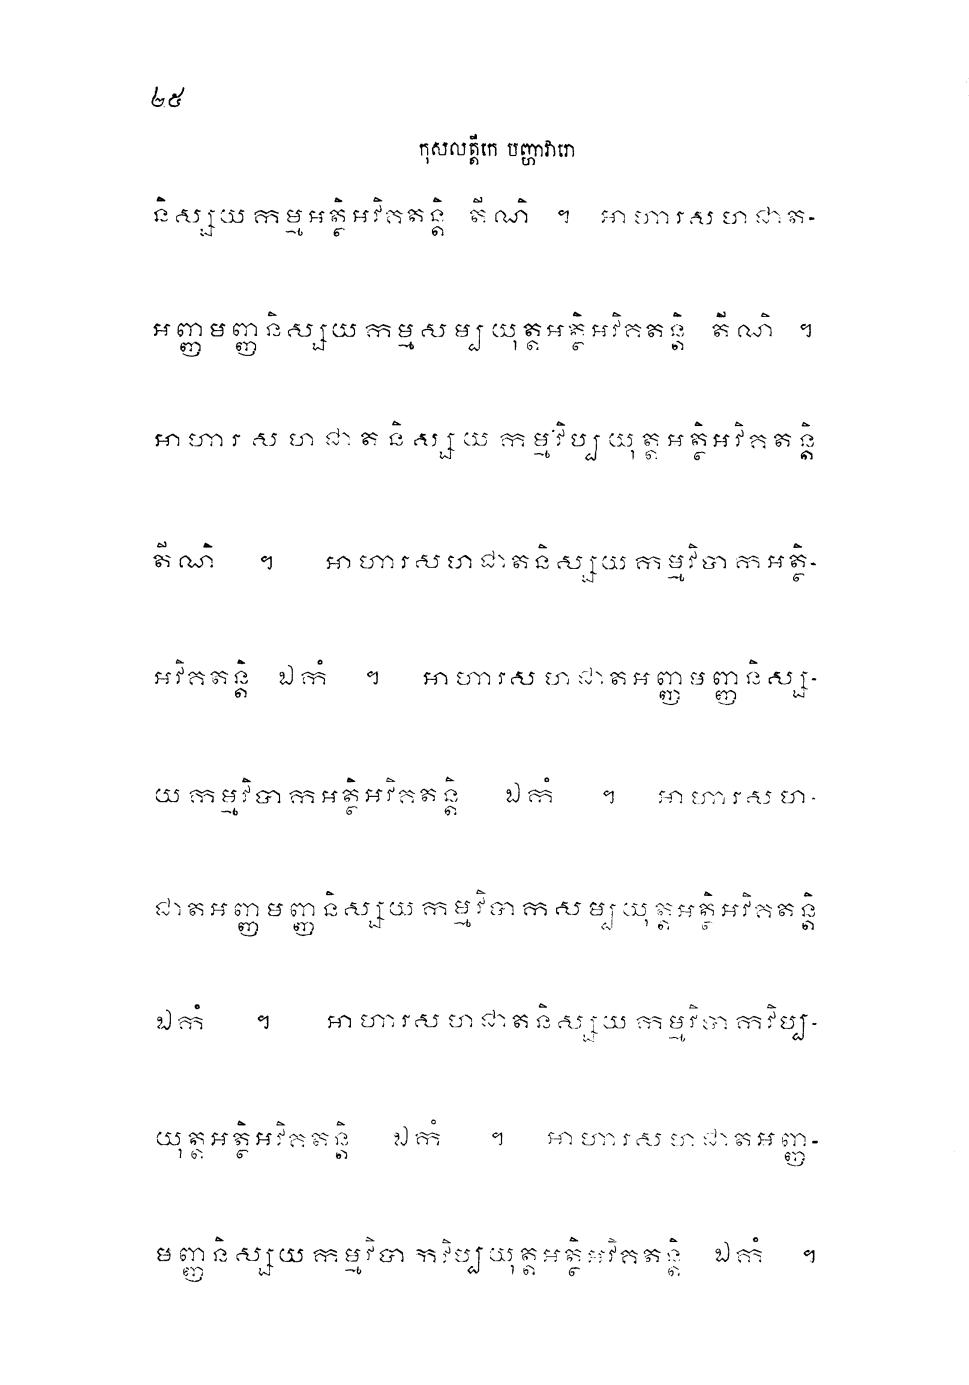 ២៥
កុសលត្តិកេ បញ្ហាវារោ
និស្សយកម្មអត្ថិអវិគតន្តិ តីណិ ។ អាហារសហជាត-
អញ្ញមញ្ញនិស្សយកម្មសម្បយុត្តអត្ថិអវិគតន្តិ តីណិ ។
អាហារសហជាតនិស្សយកម្មវិប្បយុត្តអត្ថិអវិគតន្តិ
តីណិ ។ អាហារសហជាតនិស្សយកម្មវិបាកអត្ថិ-
អវិគតន្តិ ឯកំ ។ អាហារសហជាតអញ្ញមញ្ញនិស្ស-
យកម្មវិបាកអត្ថិអវិគតន្តិ ឯកំ ។ អាហារសហ-
ជាតអញ្ញមញ្ញនិស្សយកម្មវិបាកសម្បយុត្តអត្ថិអវិគតន្តិ
ឯកំ ។ អាហារសហជាតនិស្សយកម្មវិបាកវិប្ប-
យុត្តអត្ថិអវិគតន្តិ ឯកំ ។ អាហារសហជាតអញ្ញ-
មញ្ញនិស្សយកម្មវិបាកវិប្បយុត្តអត្ថិអវិគតន្តិ ឯកំ ។